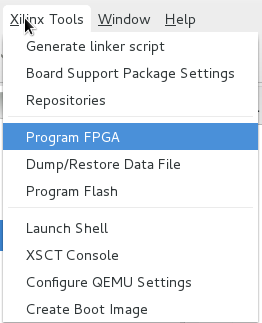 Xilinx Tools Window Help
Generate linker script
Board Support Package Settings
Repositories
Program FPGA
Dump/Restore Data File
Program Flash
Launch Shell
XSCT Console
Configure QEMU Settings
Create Boot Image